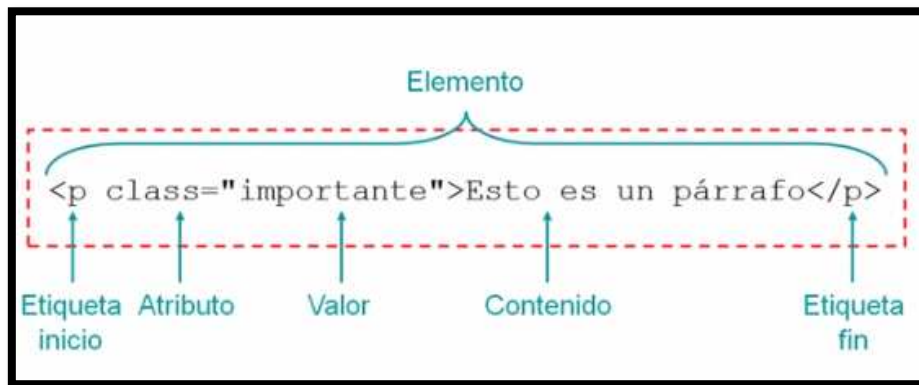 Elemento
<p class="importante">Esto es un párrafo</p>
Etiqueta inicio
Atributo
Valor
Contenido
Etiqueta fin